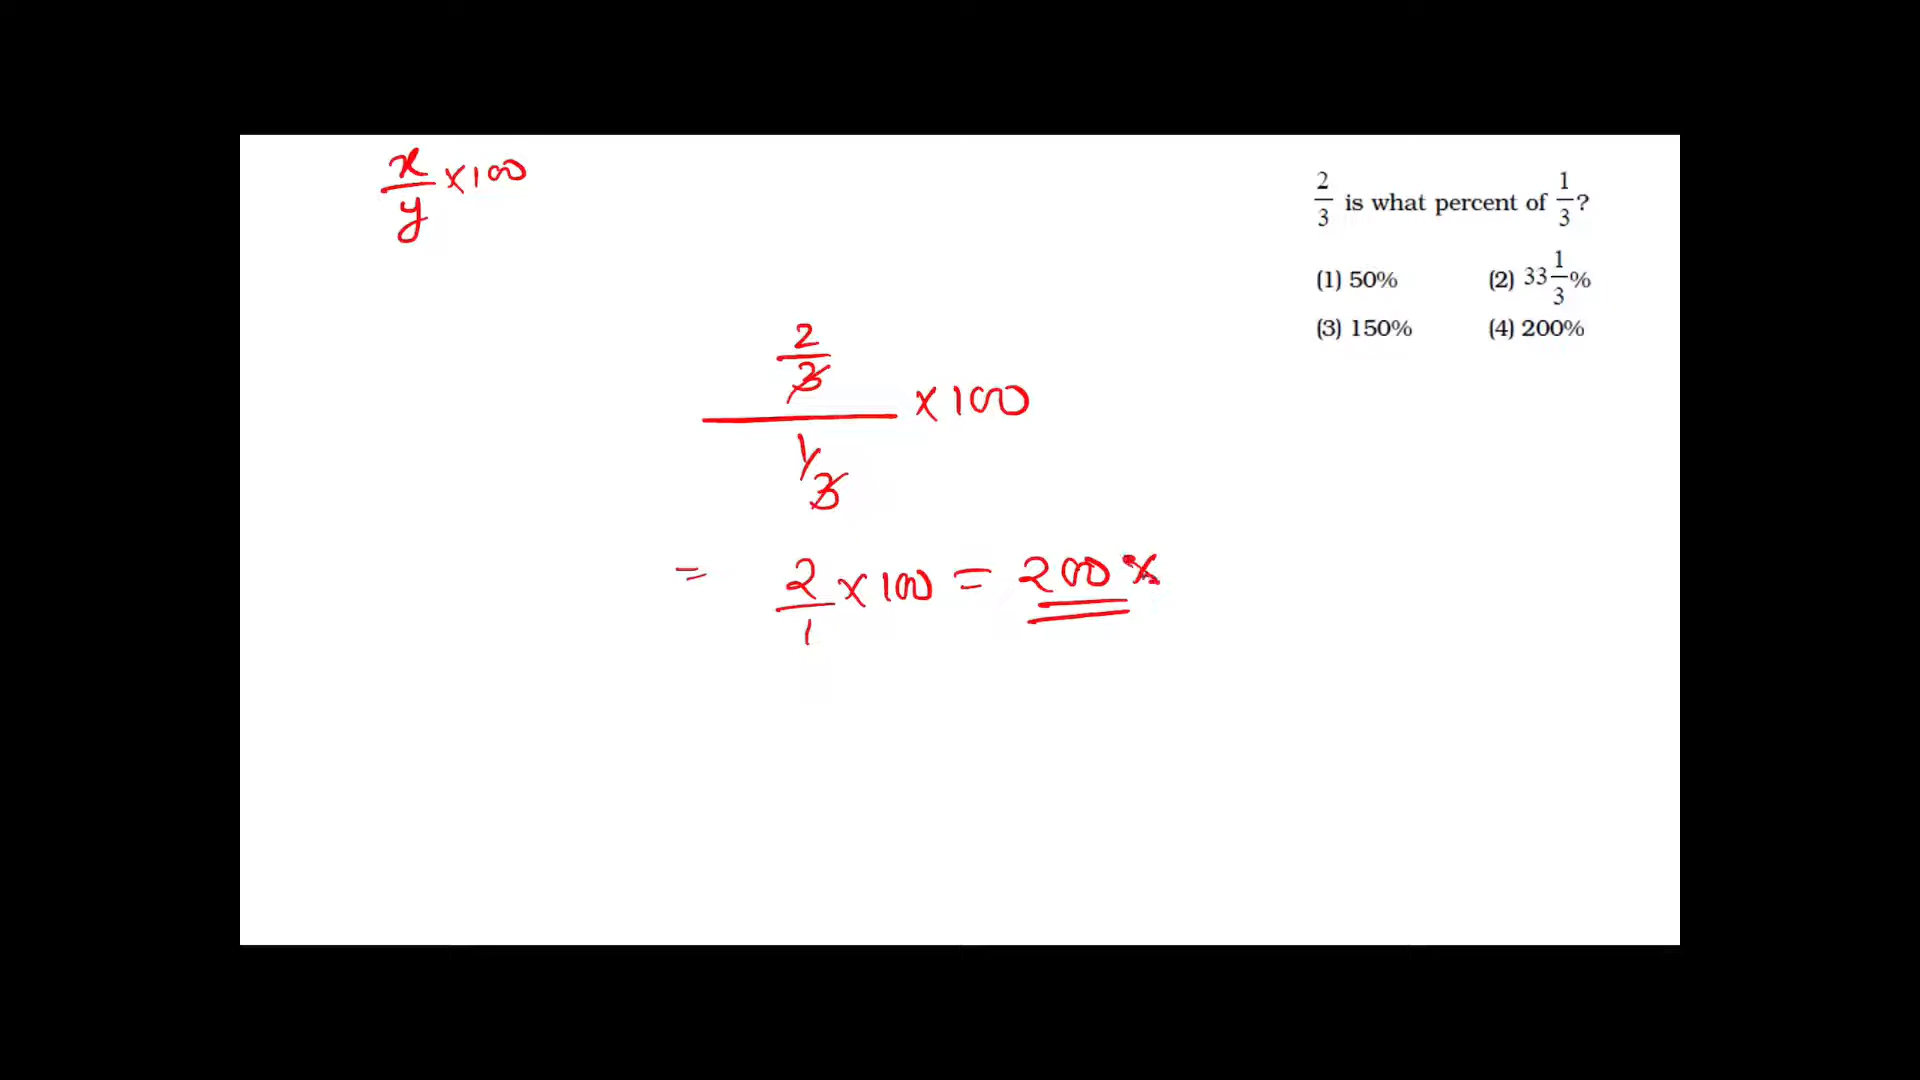 x/y × 100
2/3 is what percent of 1/3?
(1) 50% (2) 33 1/3 %
(3) 150% (4) 200%
2/3 / 1/3 × 100
= 2/1 × 100 = 200%